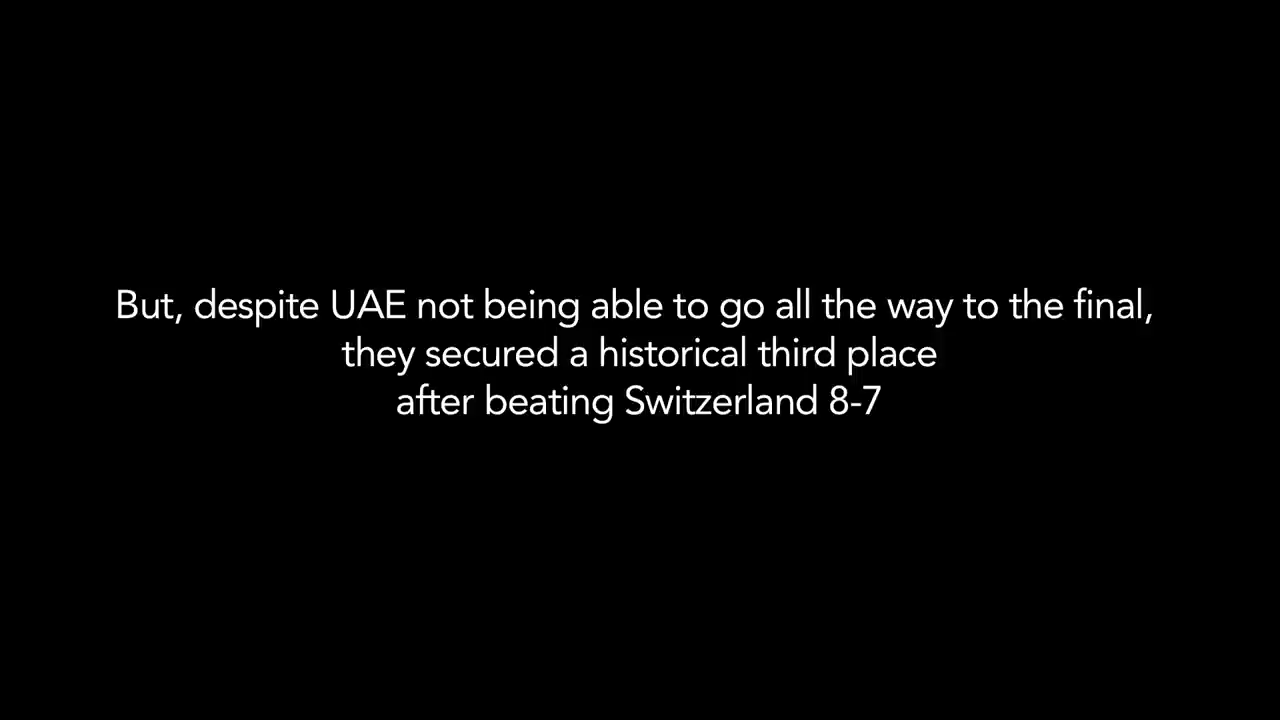 But, despite UAE not being able to go all the way to the final,
they secured a historical third place
after beating Switzerland 8-7